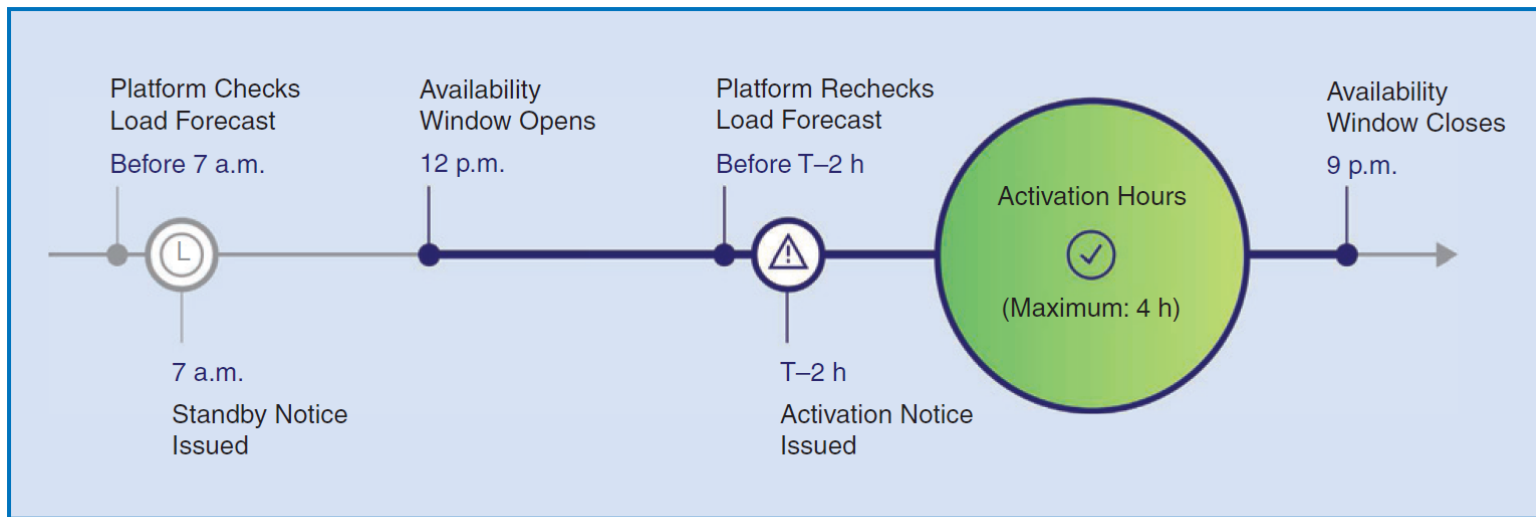 Platform Checks
Load Forecast
Before 7 a.m.
Availability
Window Opens
12 p.m.
Platform Rechecks
Load Forecast
Before T–2 h
Activation Hours
(Maximum: 4 h)
Availability
Window Closes
9 p.m.
7 a.m.
Standby Notice
Issued
T–2 h
Activation Notice
Issued